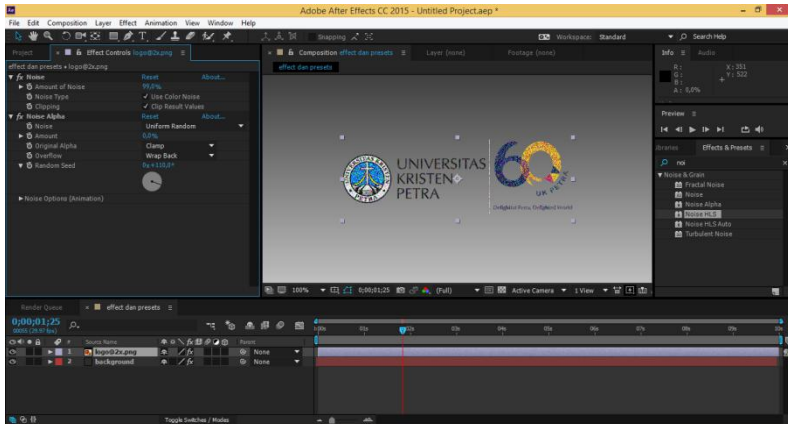 Adobe After Effects CC 2015 - Untitled Project.aep *
File Edit Composition Layer Effect Animation View Window Help
Snapping
Workspace: Standard
Search Help
Project
Effect Controls logo@2x.png
effect dan presets • logo@2x.png
fx Noise Reset About...
Amount of Noise 99,0%
Noise Type Use Color Noise
Clipping Clip Result Values
fx Noise Alpha Reset About...
Noise Uniform Random
Amount 0,0%
Original Alpha Clamp
Overflow Wrap Back
Random Seed
Noise Options (Animation)
Composition effect dan presets
Layer (none)
Footage (none)
effect dan presets
UNIVERSITAS
KRISTEN
PETRA
60
UK PETRA
100% 0;00;01;25 (Full) Active Camera 1 View
Info Audio
R :
G :
B :
A : 0,0%
X : 351
Y : 522
Preview
Effects & Presets
noi
Noise & Grain
Fractal Noise
Noise
Noise Alpha
Noise HLS
Noise HLS Auto
Turbulent Noise
Render Queue
effect dan presets
0;00;01;25
# Source Name Parent
1 logo@2x.png None
2 background None
Toggle Switches / Modes